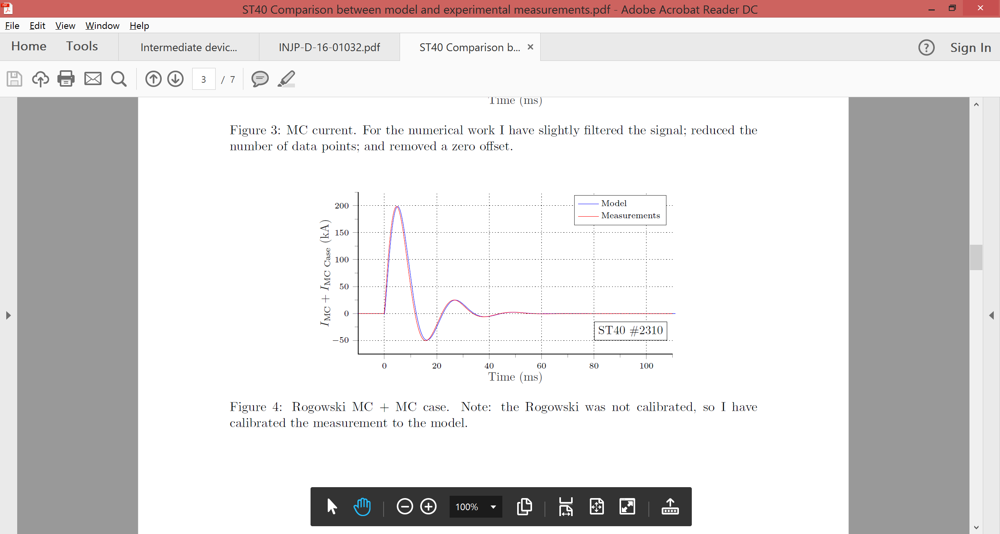 ST40 Comparison between model and experimental measurements.pdf - Adobe Acrobat Reader DC
File Edit View Window Help
Home Tools Intermediate devic... INJP-D-16-01032.pdf ST40 Comparison b... × ? Sign In
3 / 7
Time (ms)
Figure 3: MC current. For the numerical work I have slightly filtered the signal; reduced the
number of data points; and removed a zero offset.
I_MC + I_MC Case (kA)
200
150
100
50
0
−50
Model
Measurements
ST40 #2310
0 20 40 60 80 100
Time (ms)
Figure 4: Rogowski MC + MC case. Note: the Rogowski was not calibrated, so I have
calibrated the measurement to the model.
100%